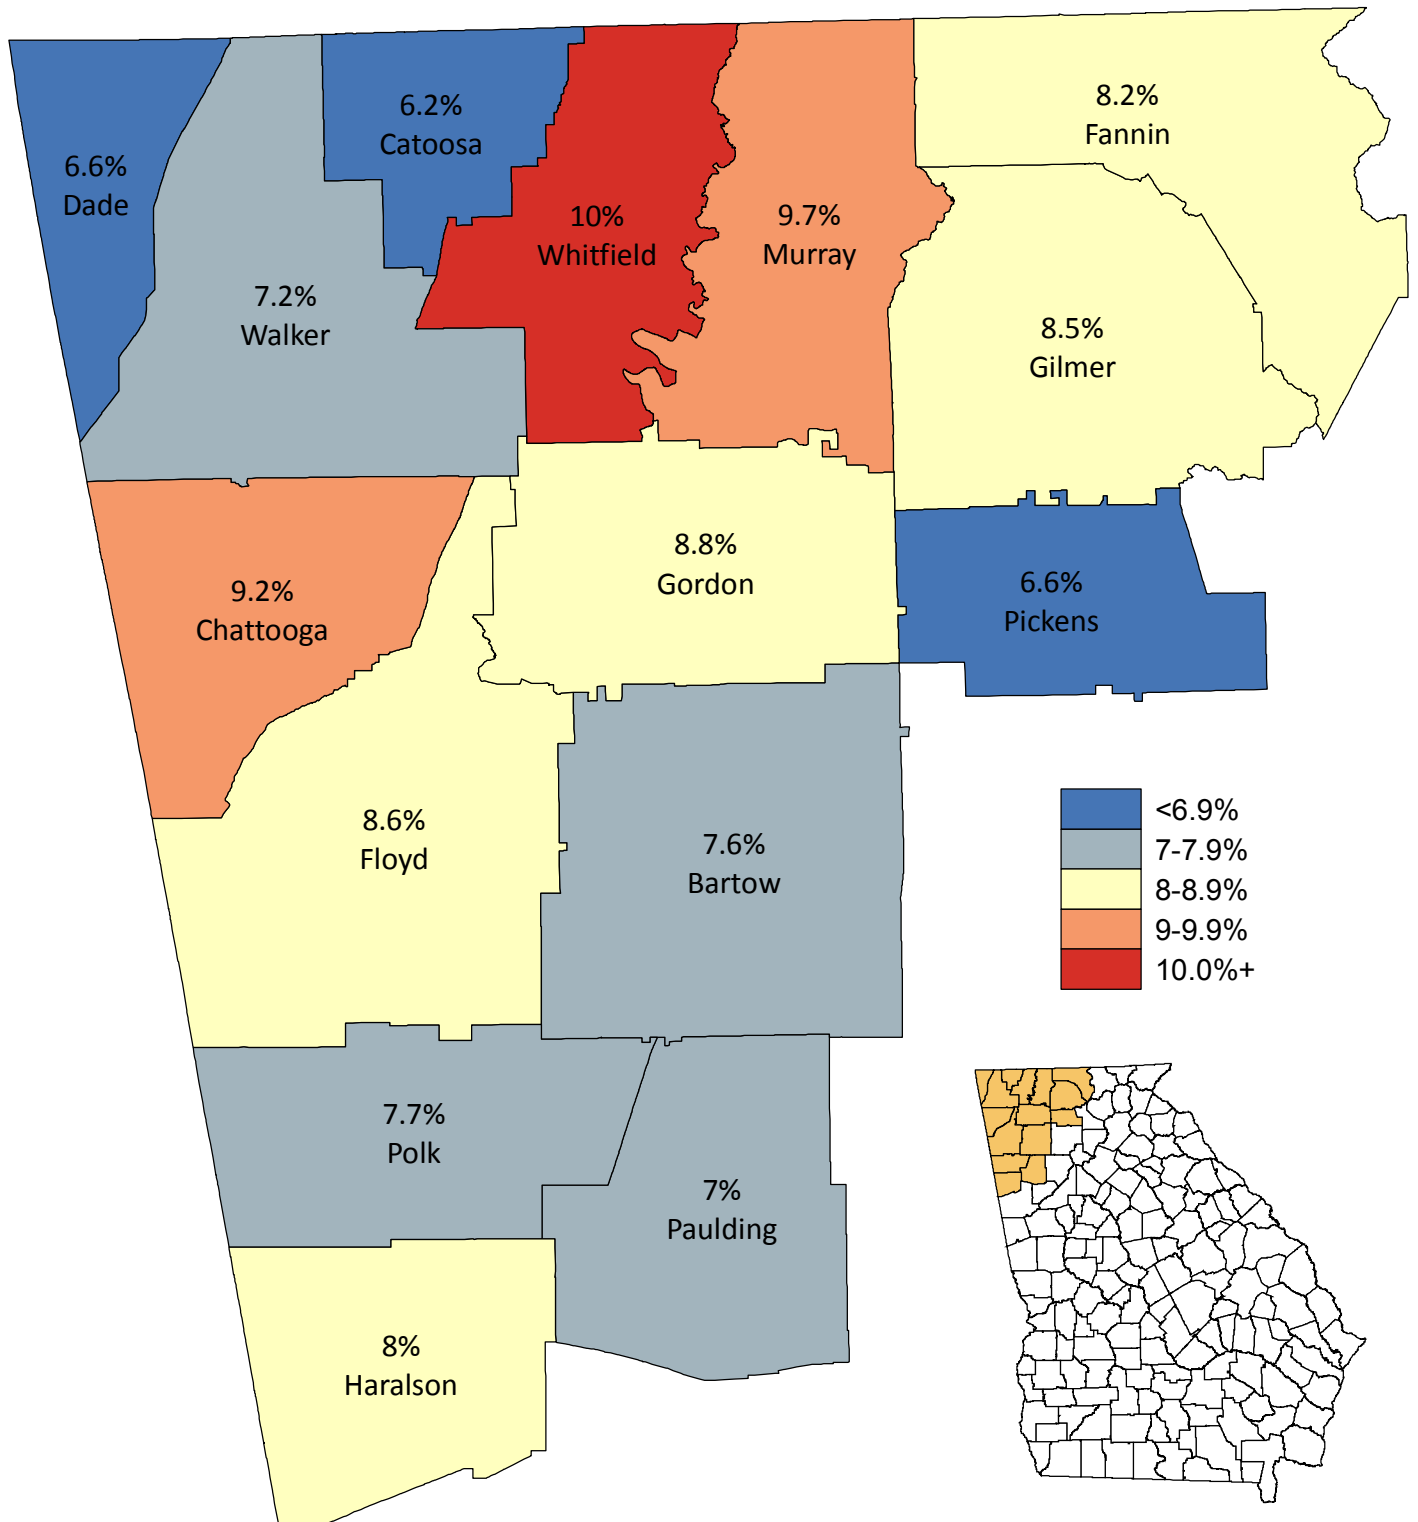 8.2%
Fannin
6.2%
Catoosa
6.6%
Dade
10%
Whitfield
9.7%
Murray
7.2%
Walker
8.5%
Gilmer
8.8%
Gordon
9.2%
Chattooga
6.6%
Pickens
8.6%
Floyd
7.6%
Bartow
<6.9%
7-7.9%
8-8.9%
9-9.9%
10.0%+
7.7%
Polk
7%
Paulding
8%
Haralson